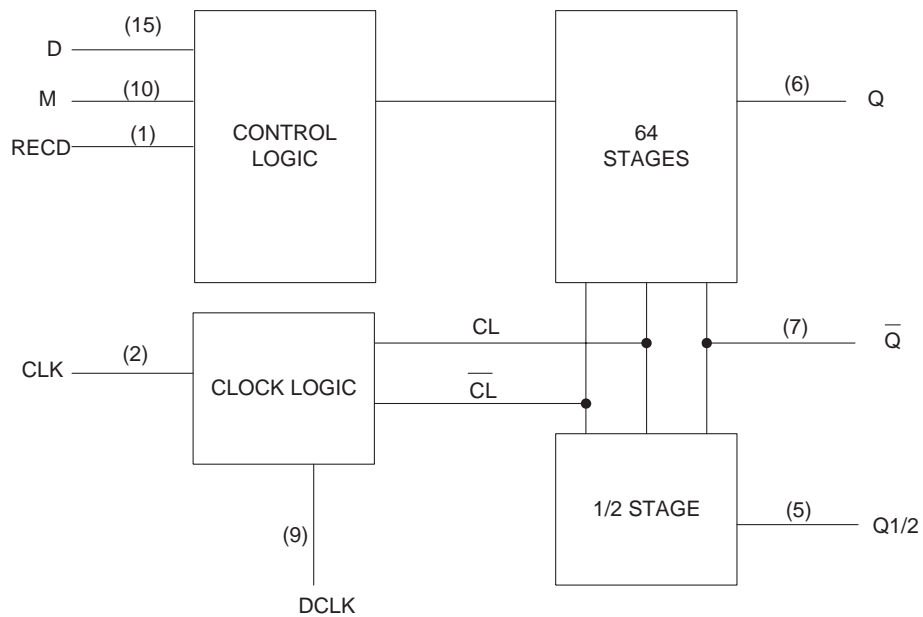 D (15)
M (10)
RECD (1)
CONTROL
LOGIC
64
STAGES
(6) Q
CLK (2)
CLOCK LOGIC
CL
C̅L̅
(7) Q̅
1/2 STAGE
(5) Q1/2
(9)
DCLK